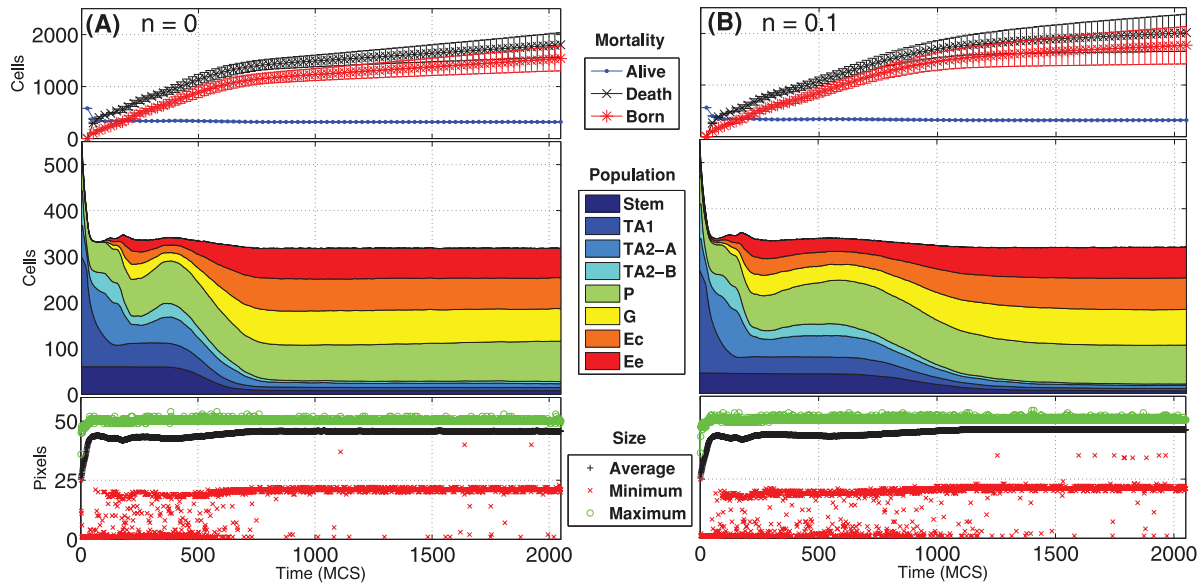 (A) n = 0
(B) n = 0.1
2000
1000
0
Cells
Mortality
Alive
Death
Born
500
400
300
200
100
0
Cells
Population
Stem
TA1
TA2-A
TA2-B
P
G
Ec
Ee
50
25
0
Pixels
Size
Average
Minimum
Maximum
0 500 1000 1500 2000
Time (MCS)
0 500 1000 1500 2000
Time (MCS)